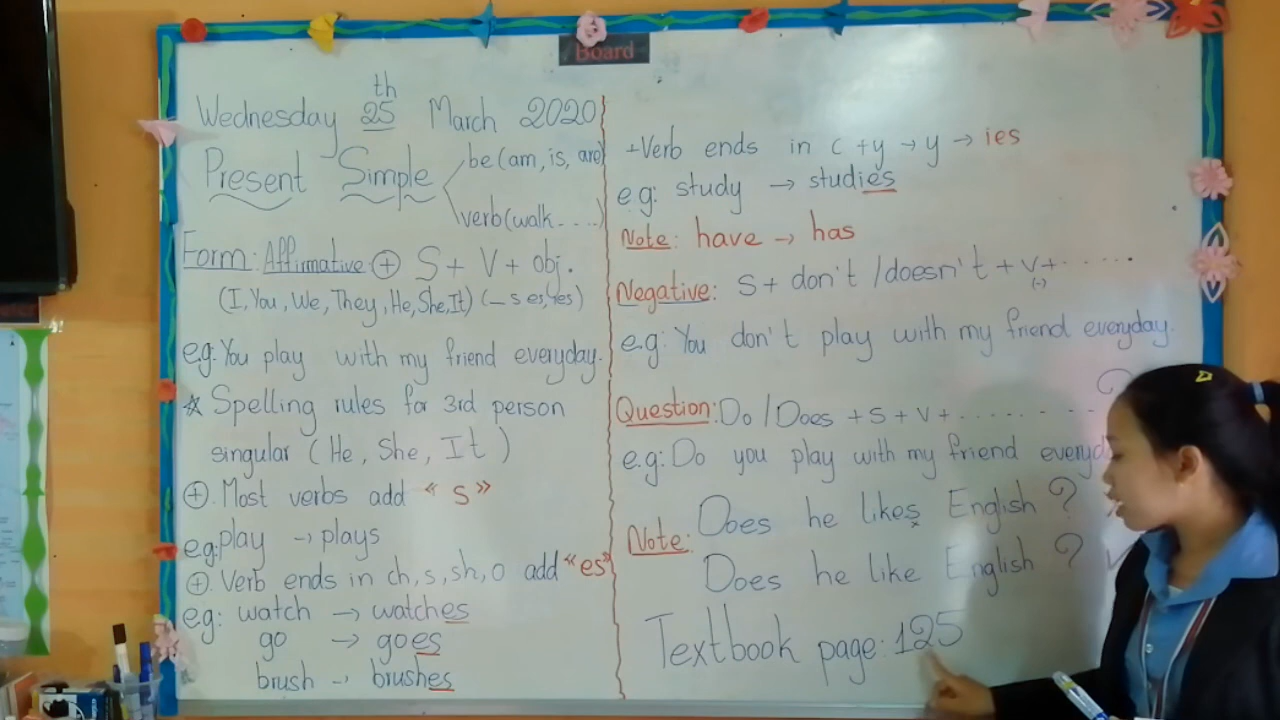 Board
Wednesday 25th March 2020
Present Simple
be (am, is, are)
verb (walk ....)
Form: Affirmative ⊕ S + V + obj.
(I, You, We, They, He, She, It) (_ s es, ies)
e.g: You play with my friend everyday.
☆ Spelling rules for 3rd person
singular (He, She, It)
⊕. Most verbs add "s"
e.g: play → plays
⊕. Verb ends in ch, s, sh, o add "es"
eg: watch → watches
go → goes
brush → brushes
+Verb ends in c + y → y → ies
e.g: study → studies
Note: have → has
Negative: S + don't / doesn't + V + ......
(-)
e.g: You don't play with my friend everyday.
Question: Do / Does + S + V + ........ ?
e.g: Do you play with my friend
Note: Does he likes English ?
x
Does he like English ? ✓
Textbook page: 125